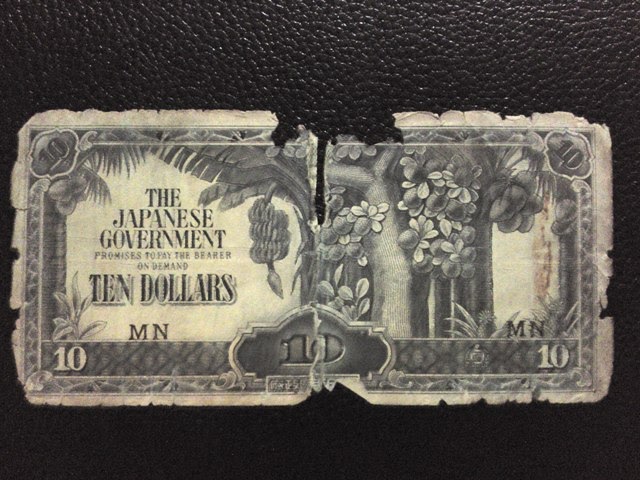 10
10
THE
JAPANESE
GOVERNMENT
PROMISES TO PAY THE BEARER
ON DEMAND
TEN DOLLARS
MN
MN
10
10
10